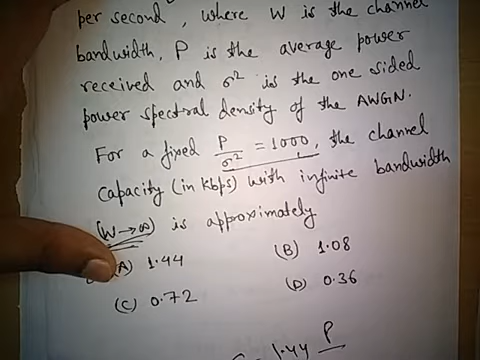 per second, where W is the channel
bandwidth, P is the average power
received and σ² is the one sided
power spectral density of the AWGN.
For a fixed P/σ² = 1000, the channel
Capacity (in kbps) with infinite bandwidth
(W→∞) is approximately
(A) 1.44
(B) 1.08
(C) 0.72
(D) 0.36
1.44 P